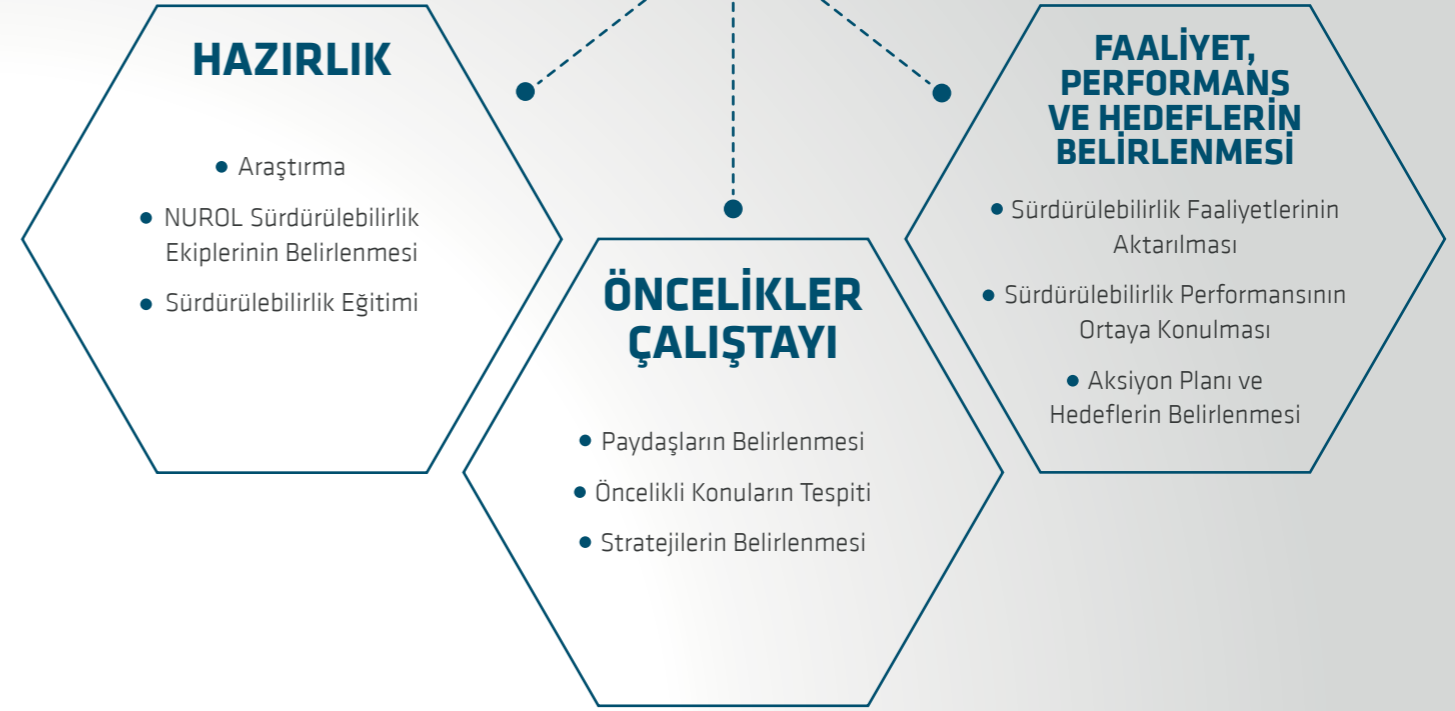 HAZIRLIK
• Araştırma
• NUROL Sürdürülebilirlik
Ekiplerinin Belirlenmesi
• Sürdürülebilirlik Eğitimi
ÖNCELİKLER
ÇALIŞTAYI
• Paydaşların Belirlenmesi
• Öncelikli Konuların Tespiti
• Stratejilerin Belirlenmesi
FAALİYET,
PERFORMANS
VE HEDEFLERİN
BELİRLENMESİ
• Sürdürülebilirlik Faaliyetlerinin
Aktarılması
• Sürdürülebilirlik Performansının
Ortaya Konulması
• Aksiyon Planı ve
Hedeflerin Belirlenmesi